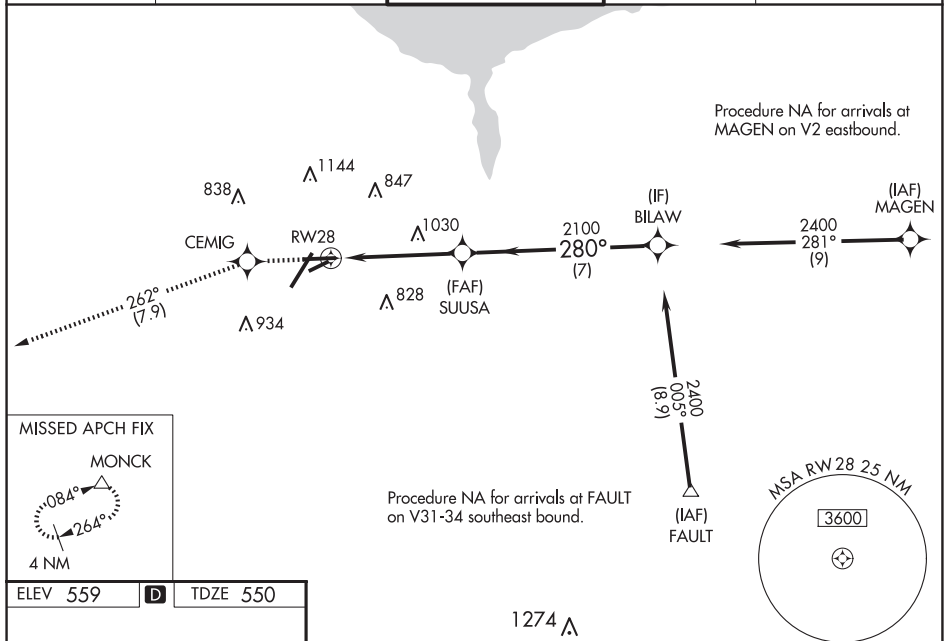 Procedure NA for arrivals at
MAGEN on V2 eastbound.
1144
847
838
(IAF)
MAGEN
(IF)
BILAW
1030
2100
280°
(7)
2400
281°
(9)
CEMIG
RW28
(FAF)
SUUSA
828
262°
(7.9)
934
2400
005°
(8.9)
MISSED APCH FIX
MONCK
084°
264°
4 NM
Procedure NA for arrivals at FAULT
on V31-34 southeast bound.
(IAF)
FAULT
MSA RW 28 25 NM
3600
ELEV 559 D TDZE 550
1274